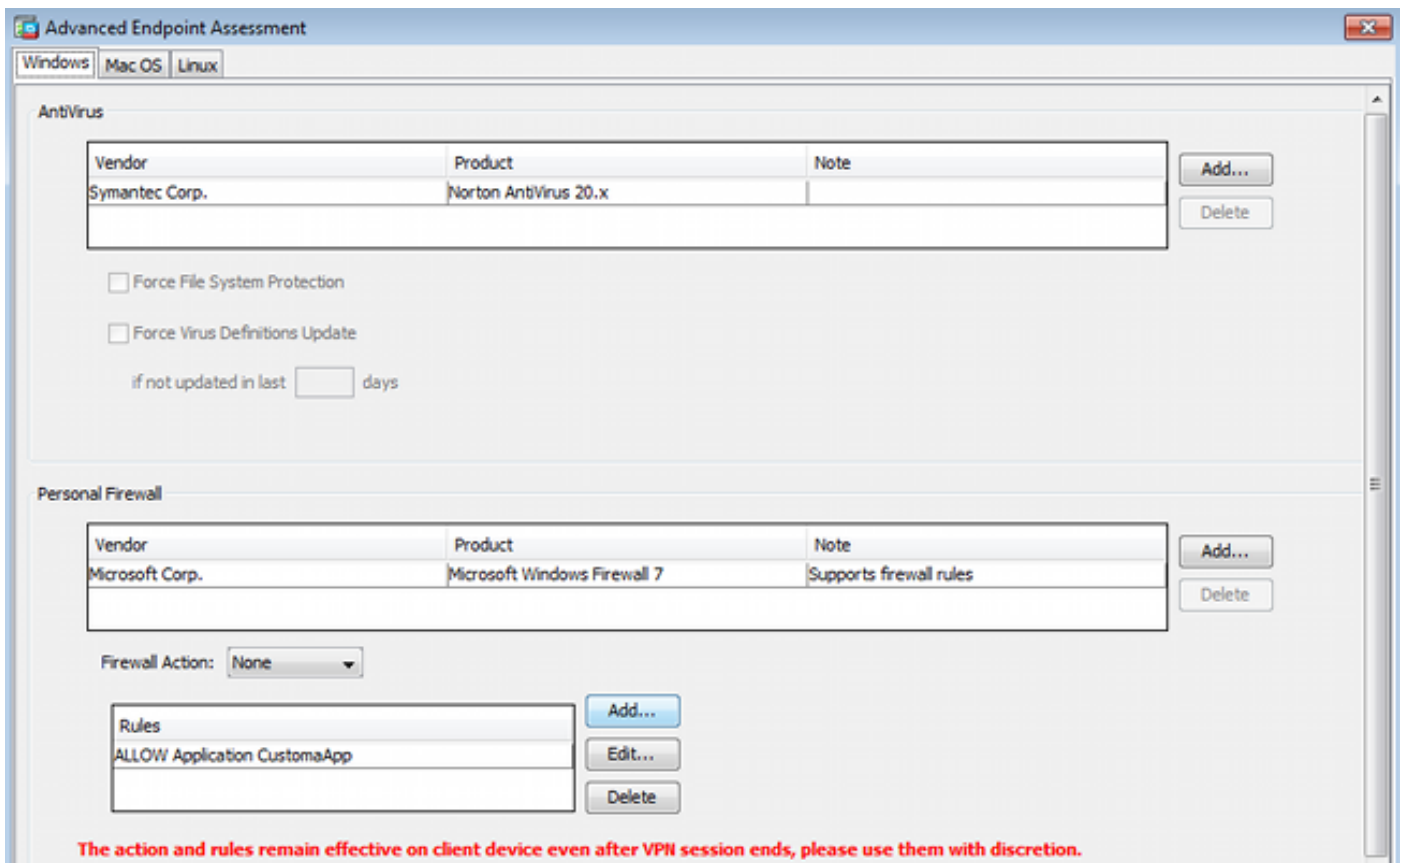 Advanced Endpoint Assessment
Windows Mac OS Linux
AntiVirus
Vendor Product Note
Symantec Corp. Norton AntiVirus 20.x
Add...
Delete
Force File System Protection
Force Virus Definitions Update
if not updated in last days
Personal Firewall
Vendor Product Note
Microsoft Corp. Microsoft Windows Firewall 7 Supports firewall rules
Add...
Delete
Firewall Action: None
Rules
ALLOW Application CustomaApp
Add...
Edit...
Delete
The action and rules remain effective on client device even after VPN session ends, please use them with discretion.